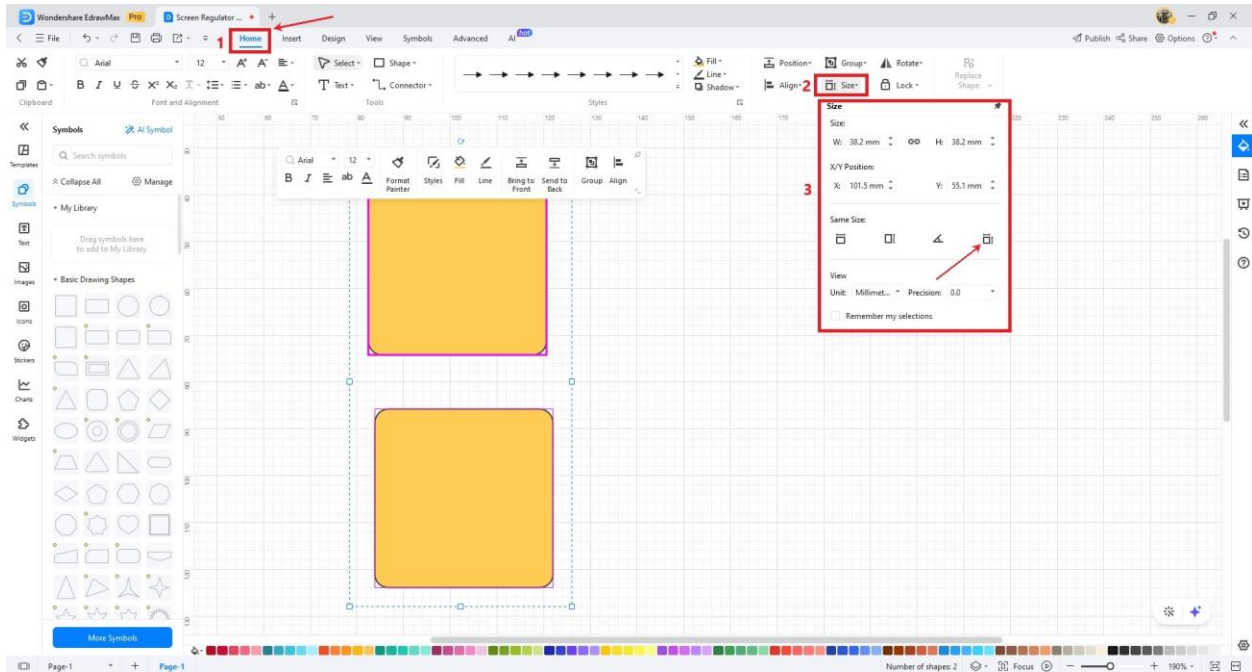 Wondershare EdrawMax Pro Screen Regulator ... +
File 1 Home Insert Design View Symbols Advanced AI hot Publish Share Options
Arial 12 Select Shape Fill Position Group Rotate
Line Replace
B I U Text Connector Shadow Align 2 Size Lock Shape
Clipboard Font and Alignment Tools Styles
Size
Symbols AI Symbol
Size:
W: 38.2 mm H: 38.2 mm
Search symbols
Templates
Arial 12
B I ab A Format Painter Styles Fill Line Bring to Front Send to Back Group Align
X/Y Position:
Collapse All Manage
3 X: 101.5 mm Y: 55.1 mm
Symbols
My Library
Same Size:
Text
Drag symbols here
to add to My Library
Images
Basic Drawing Shapes
View
Unit: Millimet... Precision: 0.0
Icons
Remember my selections
Stickers
Charts
Widgets
More Symbols
Page-1 + Page-1 Number of shapes: 2 Focus 190%